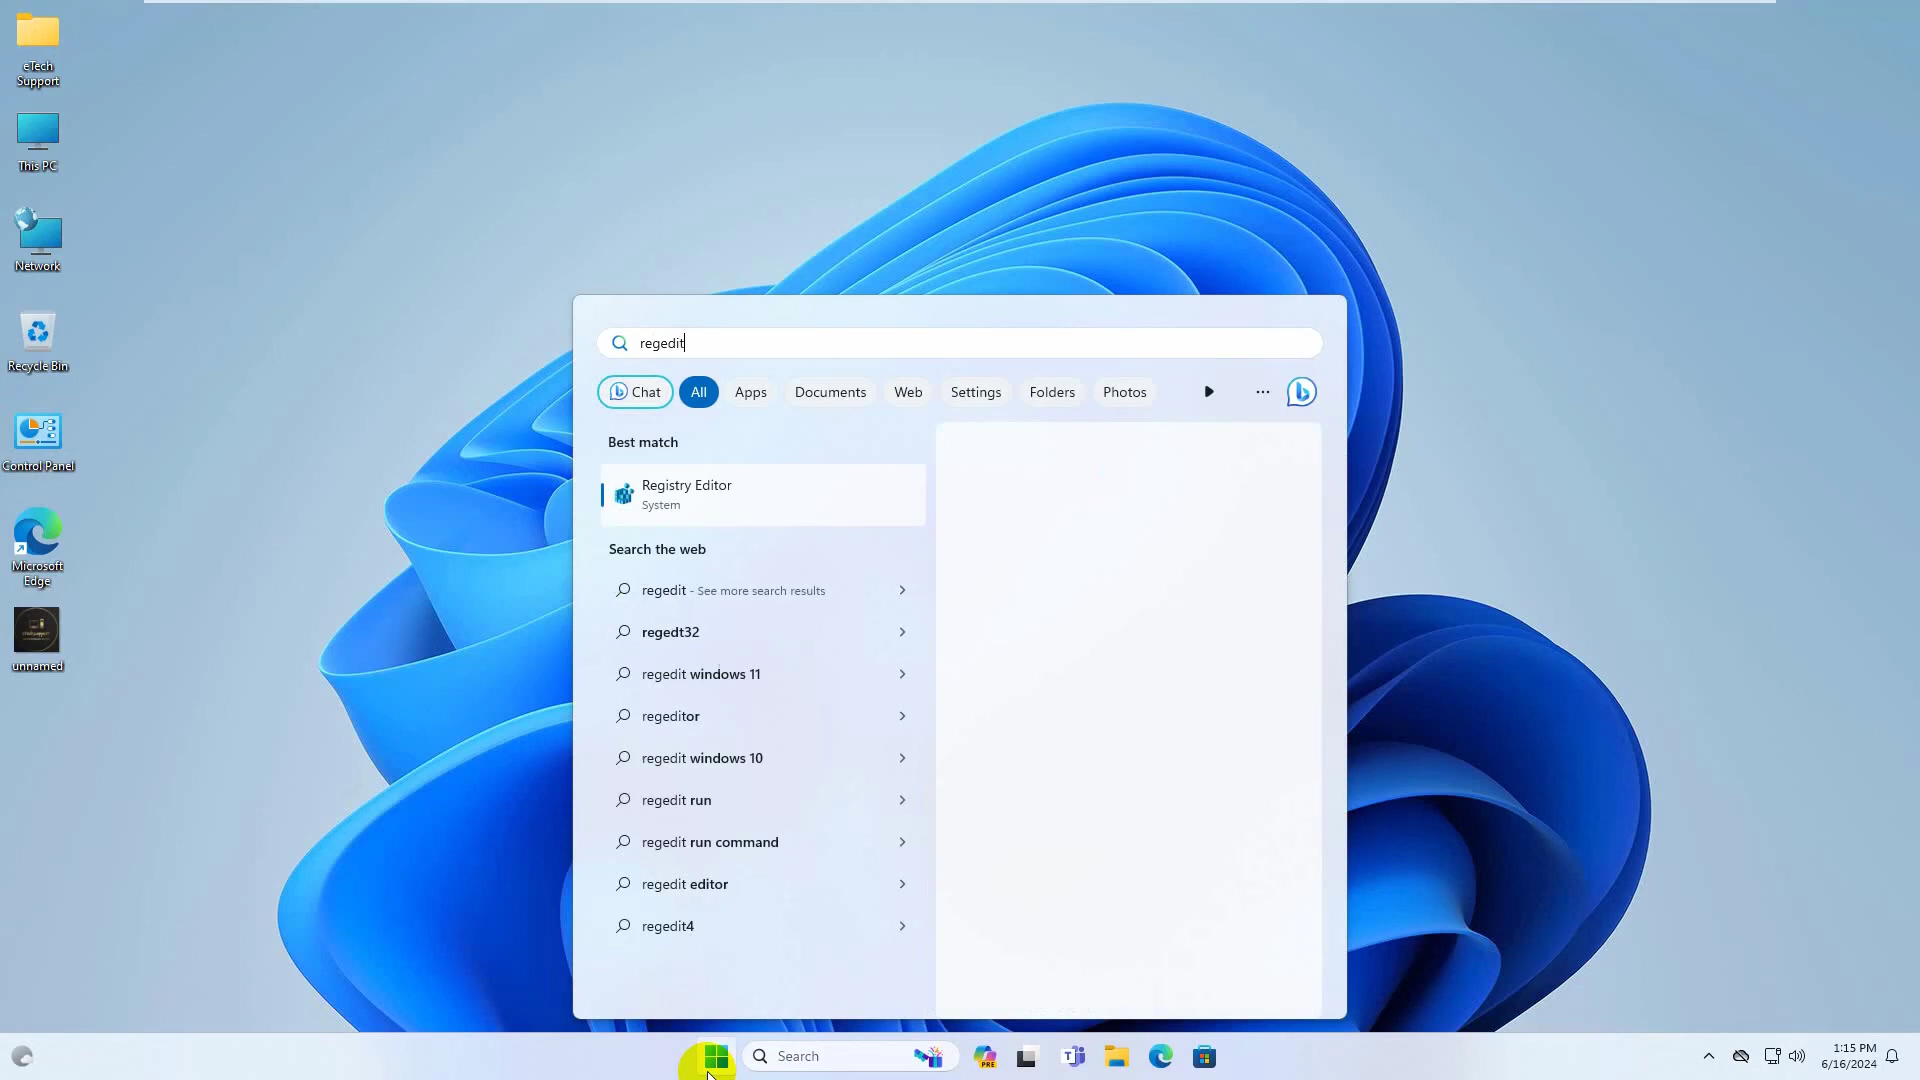 eTech
Support
This PC
Network
Recycle Bin
Control Panel
Microsoft
Edge
unnamed
regedit
Chat
All
Apps
Documents
Web
Settings
Folders
Photos
Best match
Registry Editor
System
Search the web
regedit - See more search results
regedt32
regedit windows 11
regeditor
regedit windows 10
regedit run
regedit run command
regedit editor
regedit4
Search
PRE
T
1:15 PM
6/16/2024